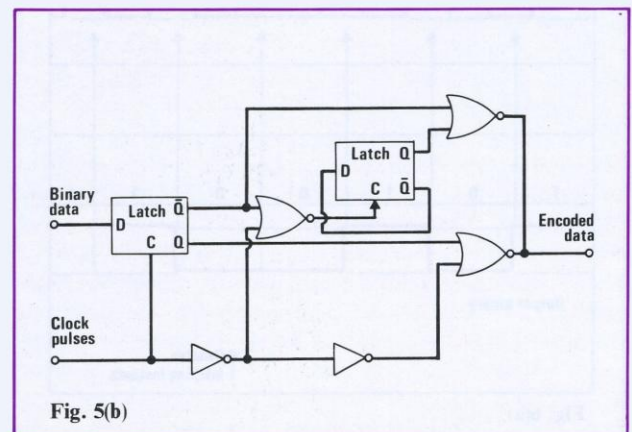 Latch Q
D
C Q̄
Binary
data
Latch Q̄
D
C Q
Encoded
data
Clock
pulses
Fig. 5(b)